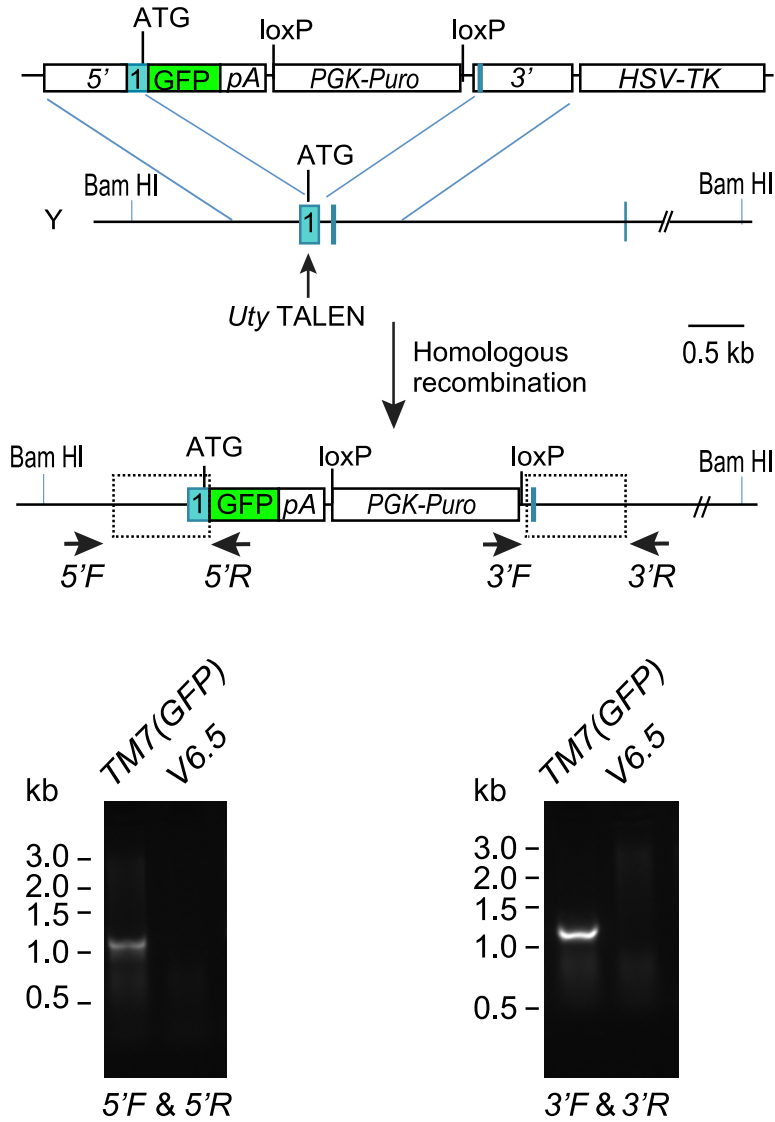 ATG loxP loxP
5' 1 GFP pA PGK-Puro 3' HSV-TK
ATG
Bam HI Bam HI
Y 1
Uty TALEN
0.5 kb
Homologous
recombination
ATG loxP loxP
Bam HI Bam HI
1 GFP pA PGK-Puro
5'F 5'R 3'F 3'R
TM7(GFP) V6.5
kb
3.0
2.0
1.5
1.0
0.5
5'F & 5'R
TM7(GFP) V6.5
kb
3.0
2.0
1.5
1.0
0.5
3'F & 3'R